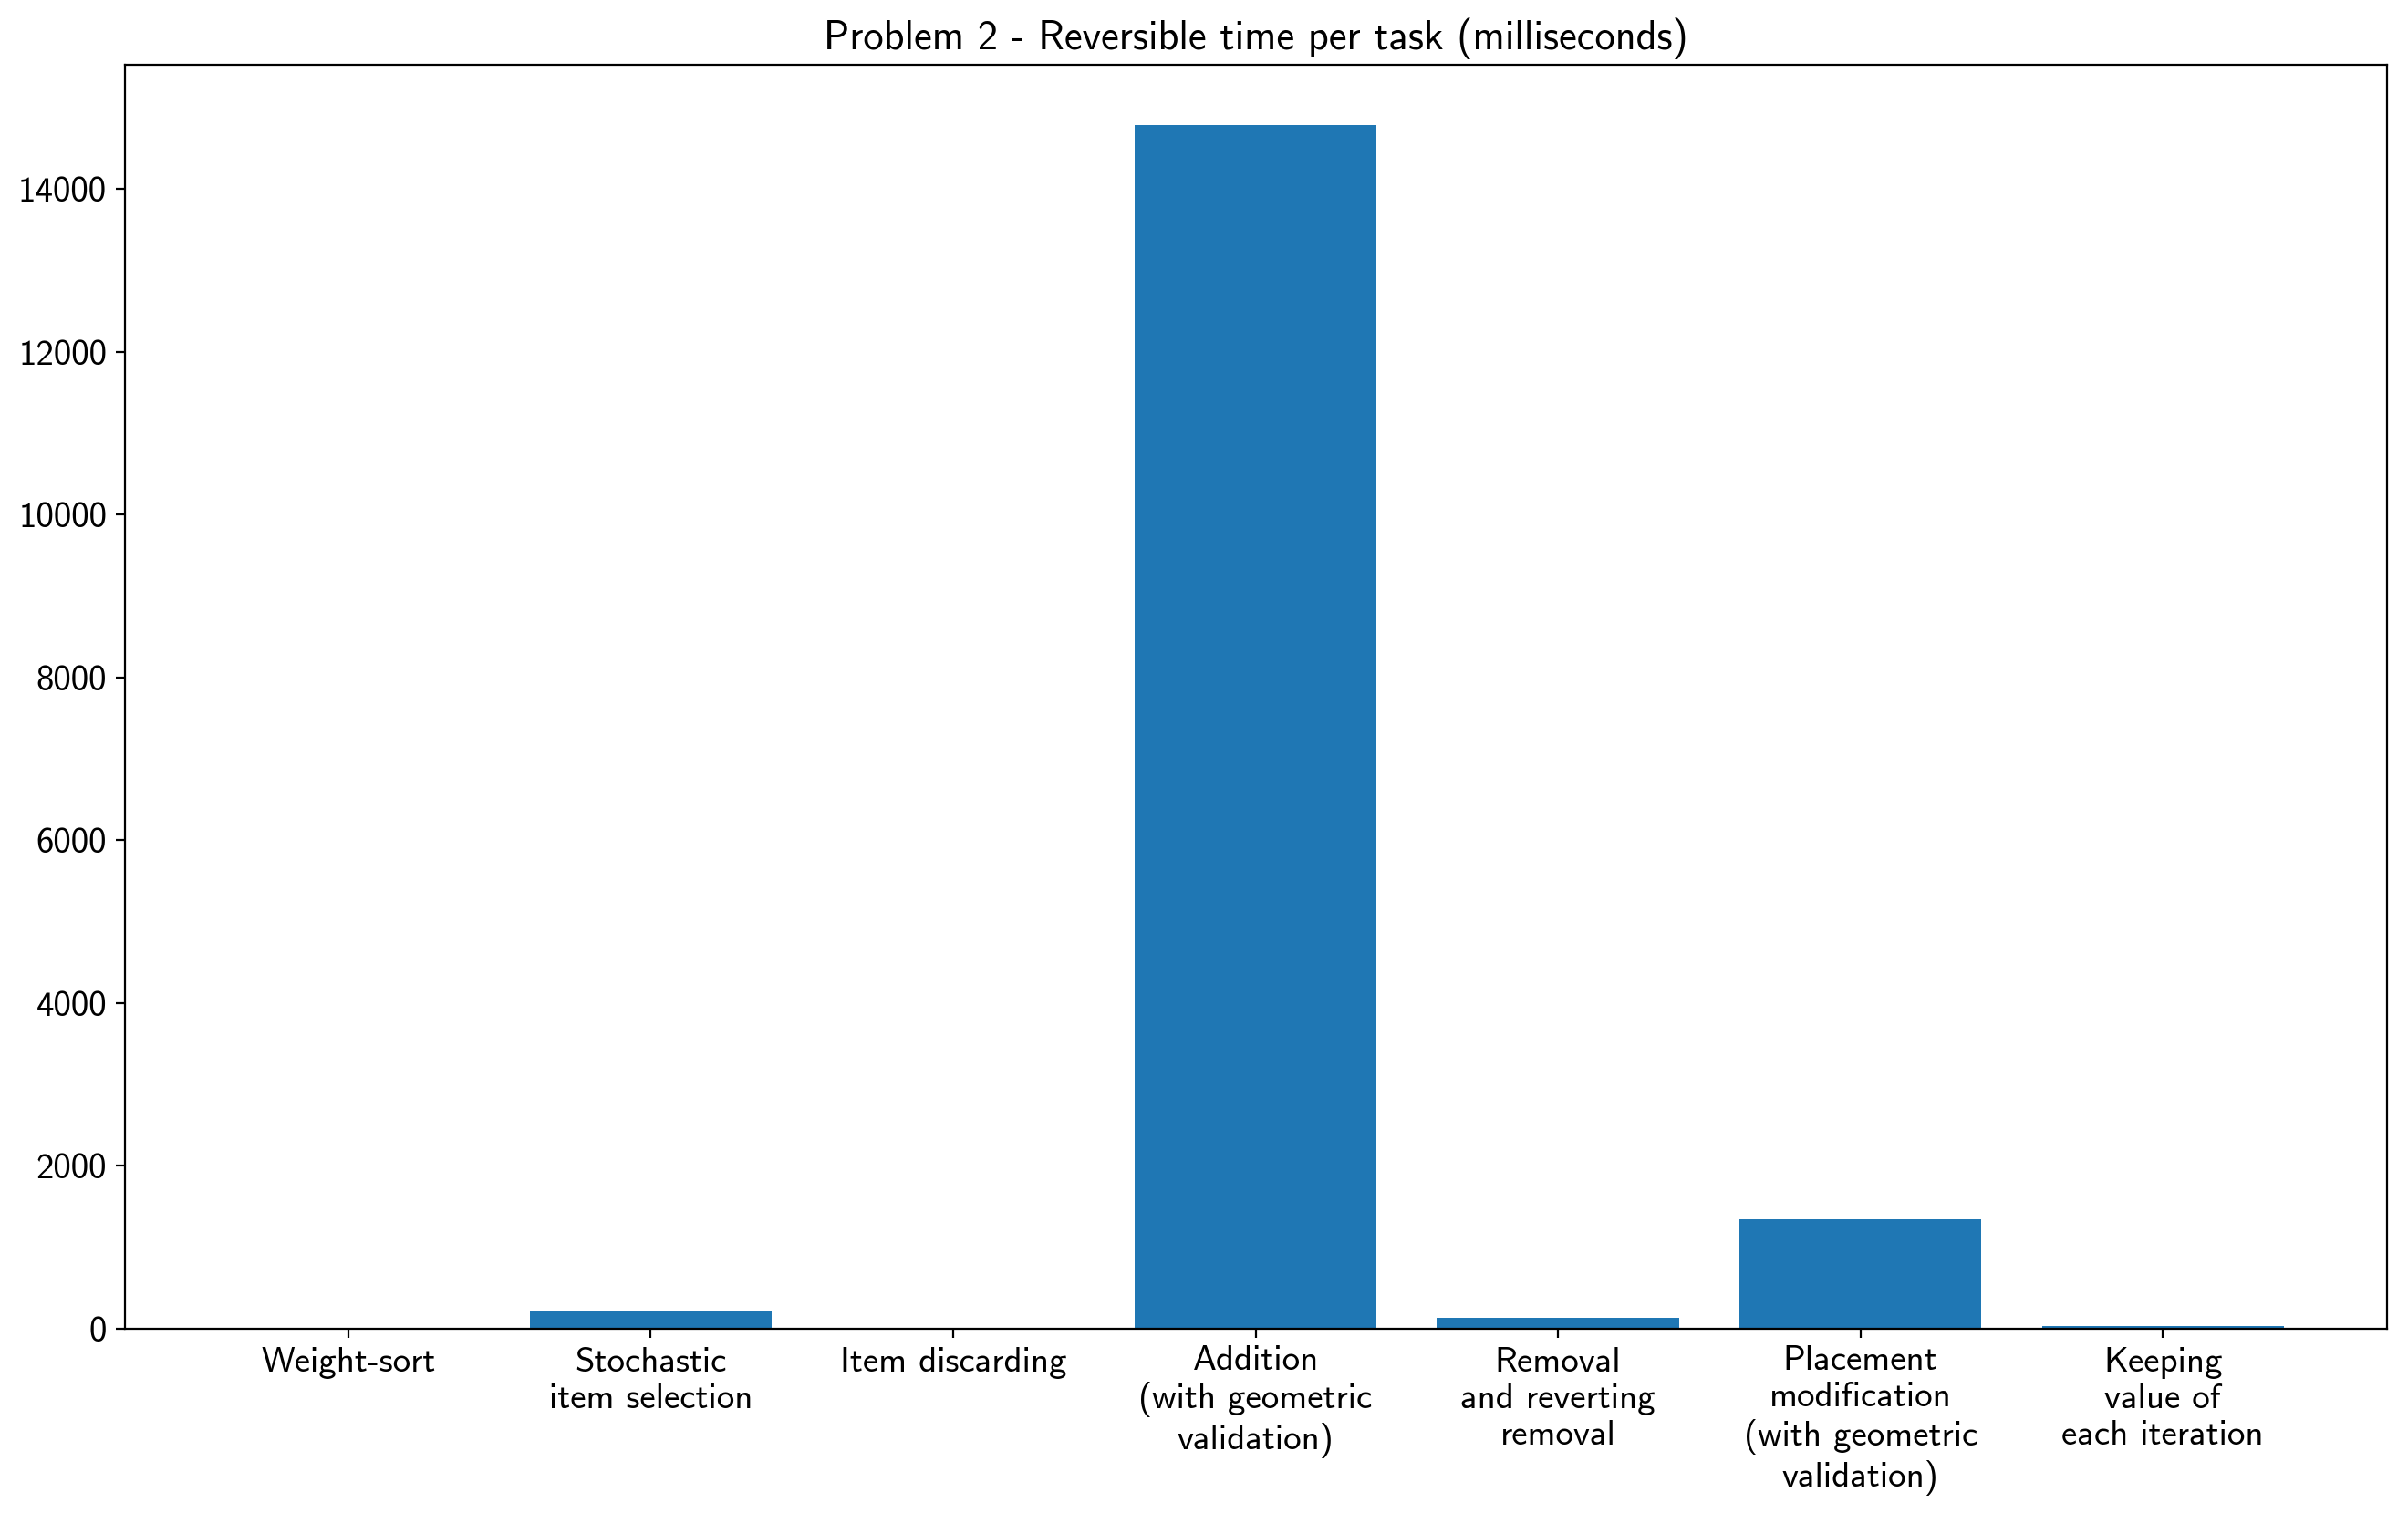 Problem 2 - Reversible time per task (milliseconds)
14000
12000
10000
8000
6000
4000
2000
0
Weight-sort
Stochastic
item selection
Item discarding
Addition
(with geometric
validation)
Removal
and reverting
removal
Placement
modification
(with geometric
validation)
Keeping
value of
each iteration